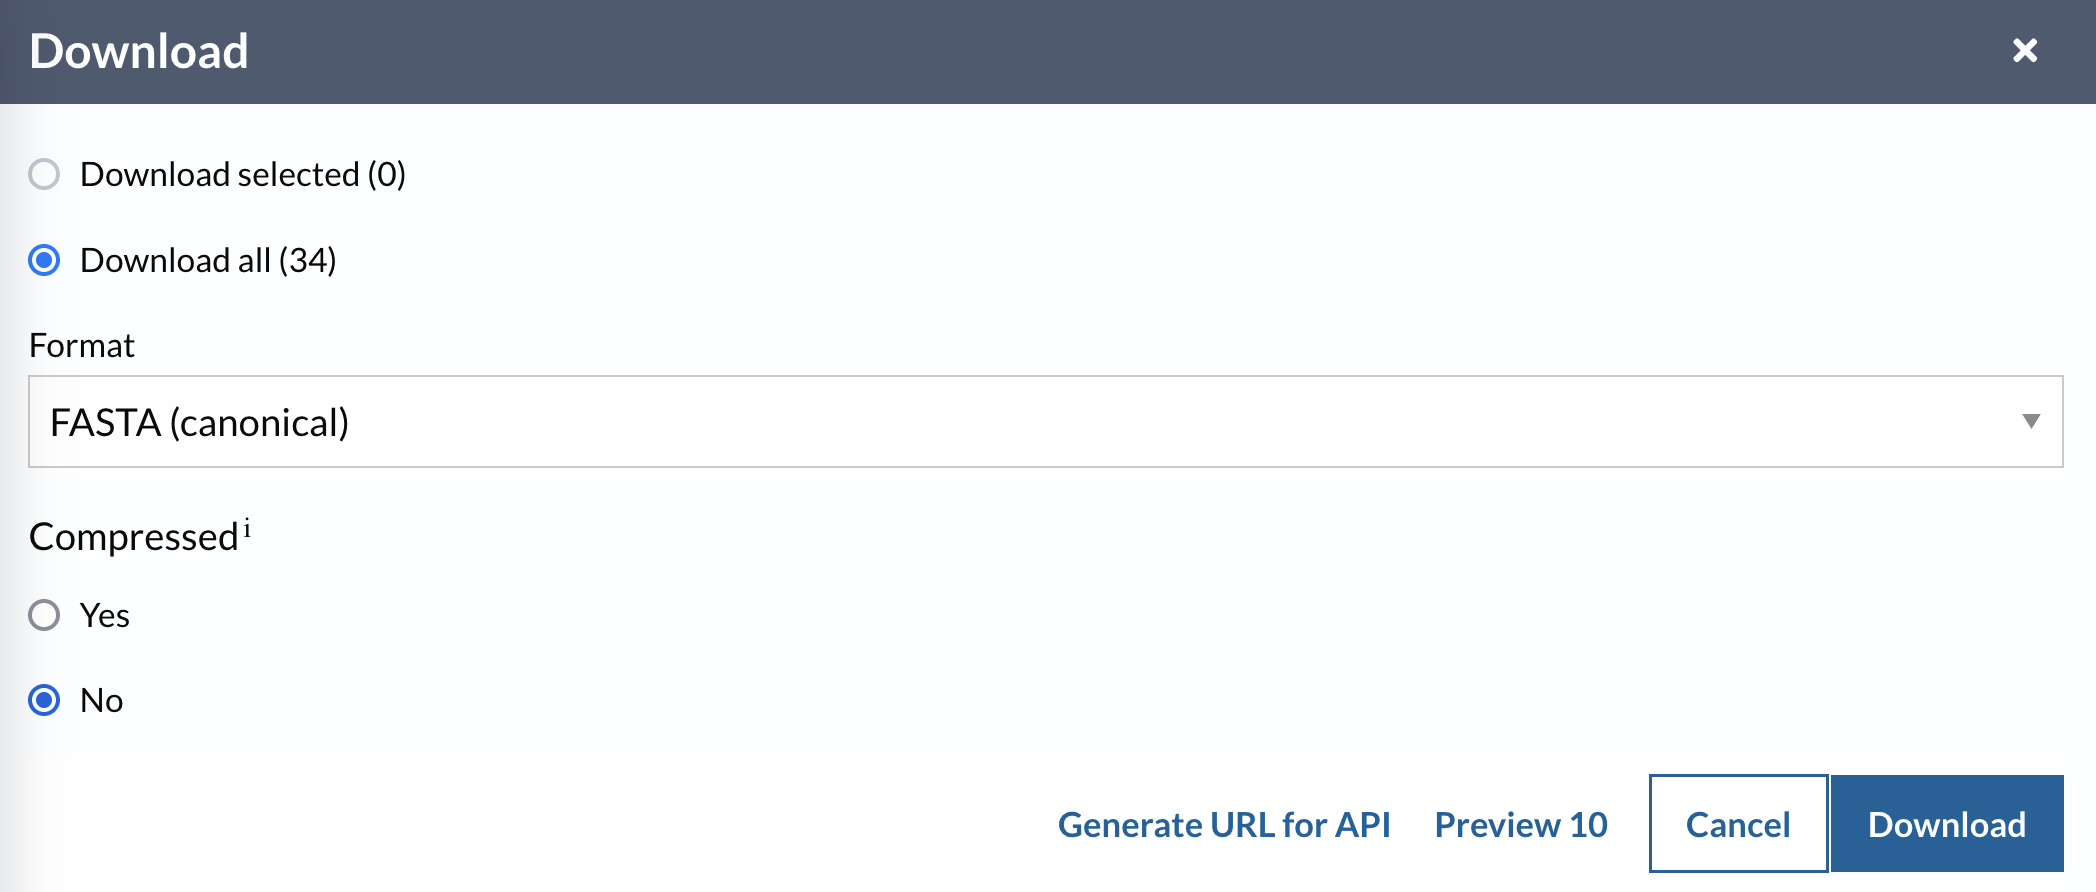 Download
Download selected (0)
Download all (34)
Format
FASTA (canonical)
Compressed i
Yes
No
Generate URL for API Preview 10 Cancel Download